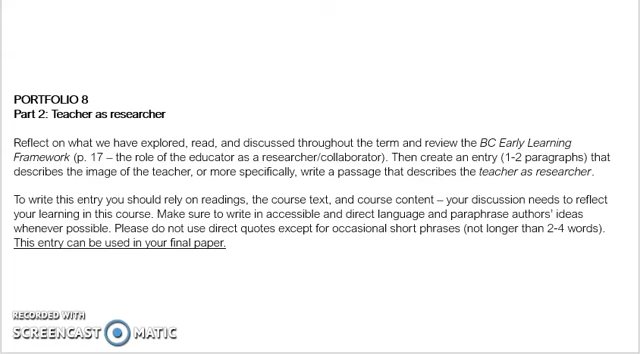 PORTFOLIO 8
Part 2: Teacher as researcher
Reflect on what we have explored, read, and discussed throughout the term and review the BC Early Learning
Framework (p. 17 – the role of the educator as a researcher/collaborator). Then create an entry (1-2 paragraphs) that
describes the image of the teacher, or more specifically, write a passage that describes the teacher as researcher.
To write this entry you should rely on readings, the course text, and course content – your discussion needs to reflect
your learning in this course. Make sure to write in accessible and direct language and paraphrase authors' ideas
whenever possible. Please do not use direct quotes except for occasional short phrases (not longer than 2-4 words).
This entry can be used in your final paper.
RECORDED WITH
SCREENCAST MATIC